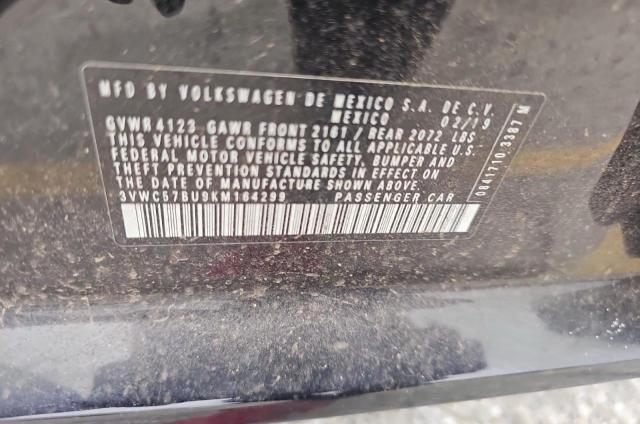 MFD BY VOLKSWAGEN DE MEXICO S.A. DE C.V.
MEXICO 02/19
GVWR 4123 GAWR FRONT 2161 / REAR 2072 LBS
THIS VEHICLE CONFORMS TO ALL APPLICABLE U.S.
FEDERAL MOTOR VEHICLE SAFETY, BUMPER AND
THEFT PREVENTION STANDARDS IN EFFECT ON THE
DATE OF MANUFACTURE SHOWN ABOVE.
3VWC57BU9KM164299 PASSENGER CAR
0841710 3387 M